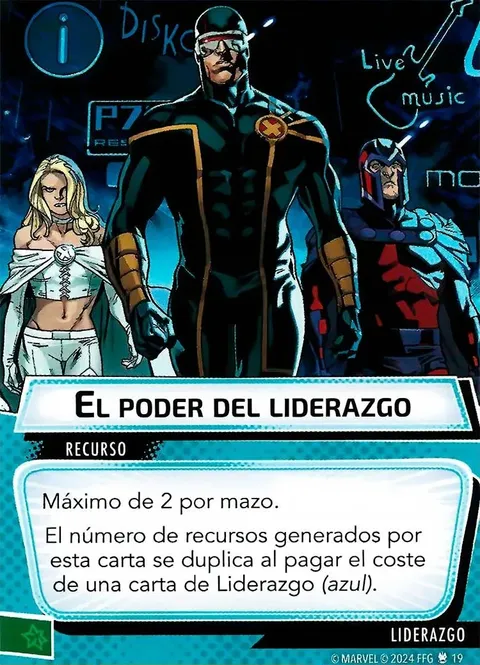 i
DISKO
Live
music
P7
RES
MO
EL PODER DEL LIDERAZGO
RECURSO
Máximo de 2 por mazo.
El número de recursos generados por
esta carta se duplica al pagar el coste
de una carta de Liderazgo (azul).
LIDERAZGO
© MARVEL © 2024 FFG 19